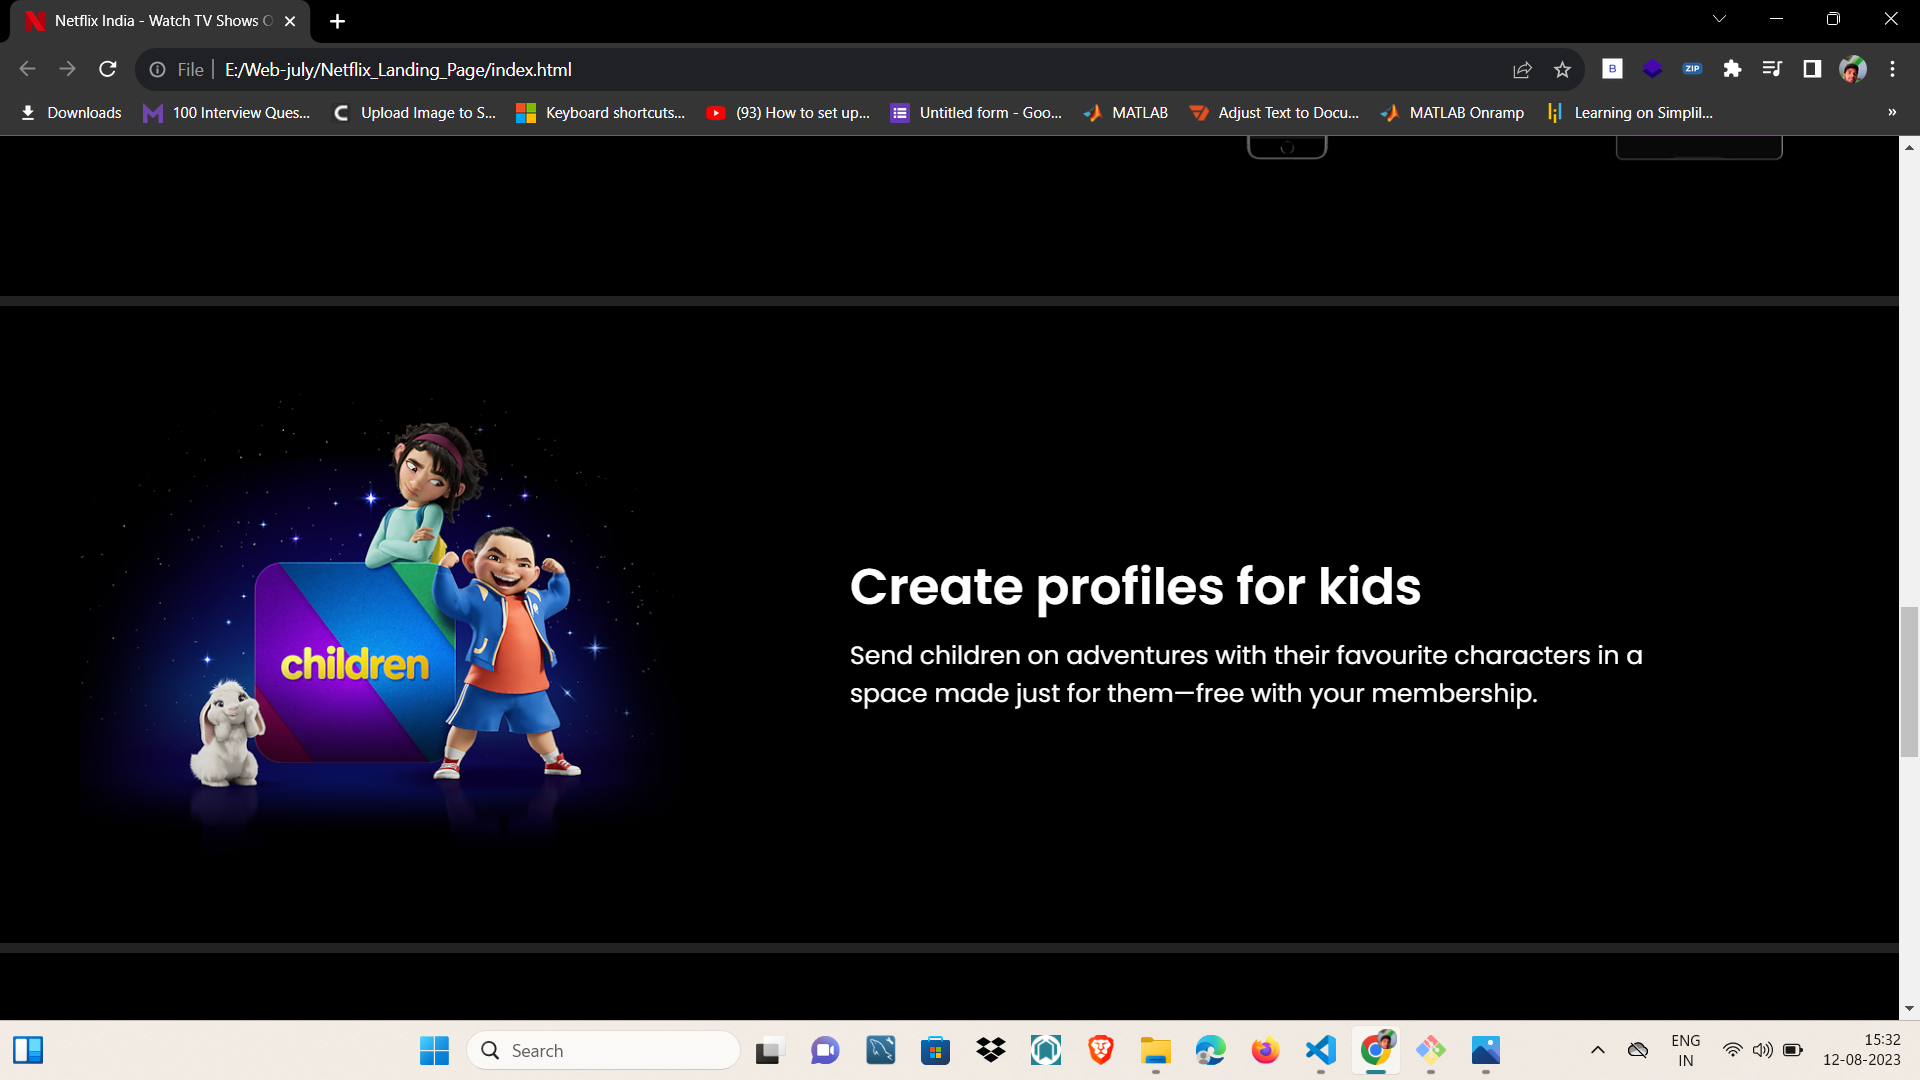 Netflix India - Watch TV Shows O
File
E:/Web-july/Netflix_Landing_Page/index.html
B
ZIP
Downloads
100 Interview Ques...
Upload Image to S...
Keyboard shortcuts...
(93) How to set up...
Untitled form - Goo...
MATLAB
Adjust Text to Docu...
MATLAB Onramp
Learning on Simplil...
»
children
Create profiles for kids
Send children on adventures with their favourite characters in a
space made just for them—free with your membership.
Search
ENG
IN
15:32
12-08-2023